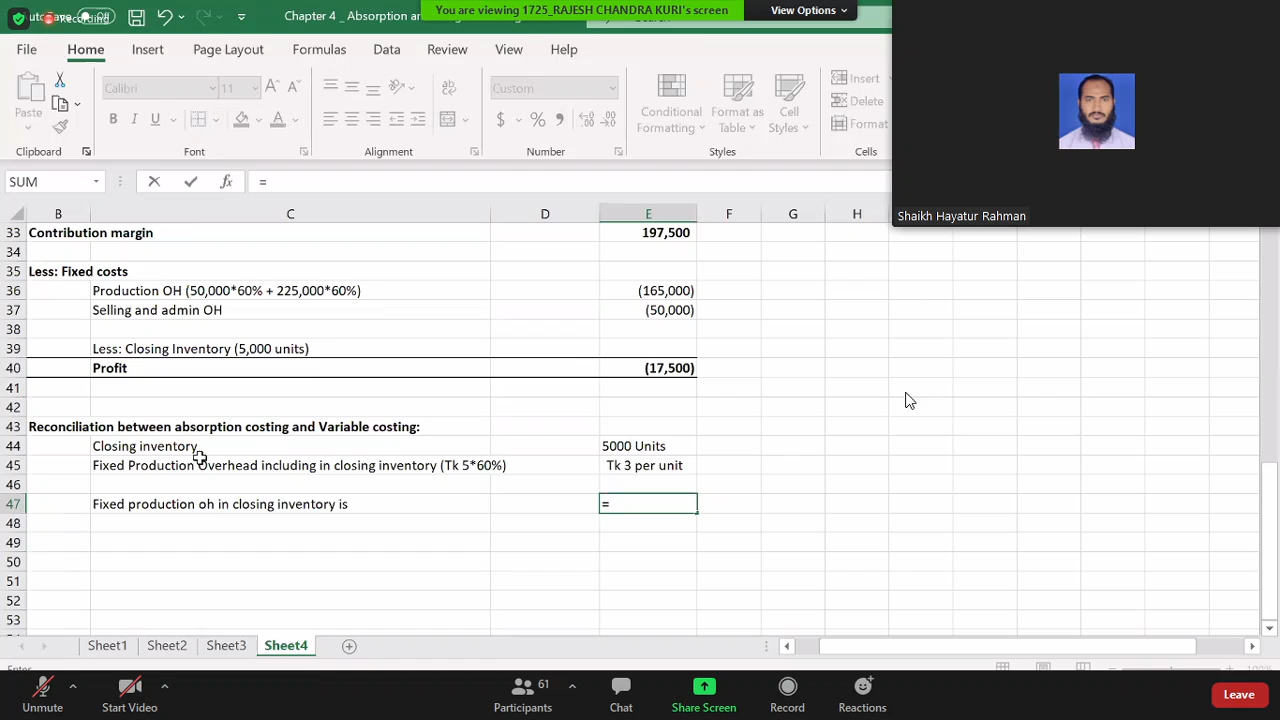 Recording
Chapter 4 _ Absorption an
You are viewing 1725_RAJESH CHANDRA KURI's screen
View Options
File Home Insert Page Layout Formulas Data Review View Help
Paste
Calibri 11
B I U
Custom
$ % ,
Conditional Formatting
Format as Table
Cell Styles
Insert
Delete
Format
Clipboard Font Alignment Number Styles Cells
Shaikh Hayatur Rahman
SUM fx =
B C D E F G H
33 Contribution margin 197,500
34
35 Less: Fixed costs
36 Production OH (50,000*60% + 225,000*60%) (165,000)
37 Selling and admin OH (50,000)
38
39 Less: Closing Inventory (5,000 units)
40 Profit (17,500)
41
42
43 Reconciliation between absorption costing and Variable costing:
44 Closing inventory 5000 Units
45 Fixed Production Overhead including in closing inventory (Tk 5*60%) Tk 3 per unit
46
47 Fixed production oh in closing inventory is =
48
49
50
51
52
53
Sheet1 Sheet2 Sheet3 Sheet4
Unmute Start Video Participants 61 Chat Share Screen Record Reactions Leave